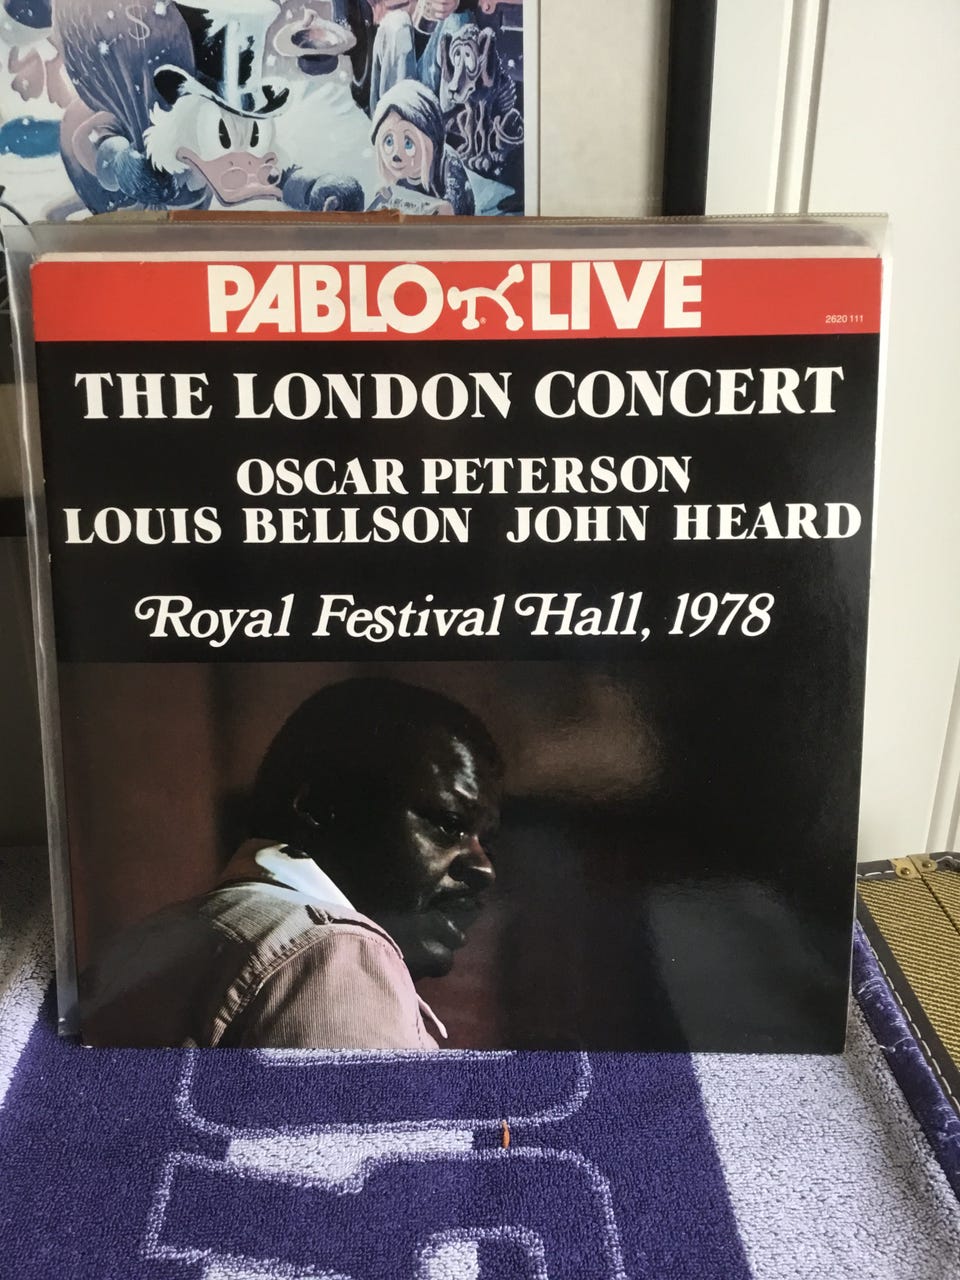 PABLO LIVE
2620 111
THE LONDON CONCERT
OSCAR PETERSON
LOUIS BELLSON JOHN HEARD
Royal Festival Hall, 1978